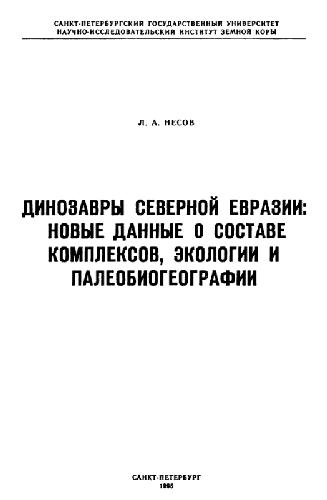 САНКТ-ПЕТЕРБУРГСКИЙ ГОСУДАРСТВЕННЫЙ УНИВЕРСИТЕТ
НАУЧНО-ИССЛЕДОВАТЕЛЬСКИЙ ИНСТИТУТ ЗЕМНОЙ КОРЫ
Л. А. НЕСОВ
ДИНОЗАВРЫ СЕВЕРНОЙ ЕВРАЗИИ:
НОВЫЕ ДАННЫЕ О СОСТАВЕ
КОМПЛЕКСОВ, ЭКОЛОГИИ И
ПАЛЕОБИОГЕОГРАФИИ
САНКТ-ПЕТЕРБУРГ
1995